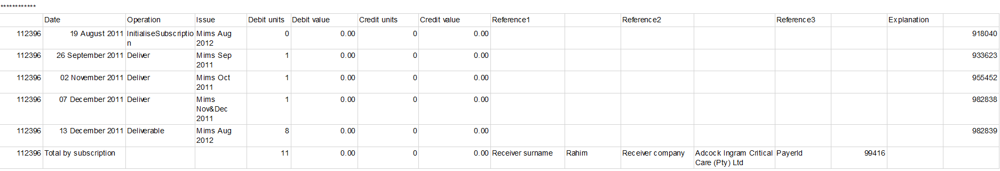 ************
Date Operation Issue Debit units Debit value Credit units Credit value Reference1 Reference2 Reference3 Explanation
112396 19 August 2011 InitialiseSubscriptio Mims Aug 0 0.00 0 0.00 918040
n 2012
112396 26 September 2011 Deliver Mims Sep 1 0.00 0 0.00 933623
2011
112396 02 November 2011 Deliver Mims Oct 1 0.00 0 0.00 955452
2011
112396 07 December 2011 Deliver Mims 1 0.00 0 0.00 982838
Nov&Dec
2011
112396 13 December 2011 Deliverable Mims Aug 8 0.00 0 0.00 982839
2012
112396 Total by subscription 11 0.00 0 0.00 Receiver surname Rahim Receiver company Adcock Ingram Critical PayerId 99416
Care (Pty) Ltd